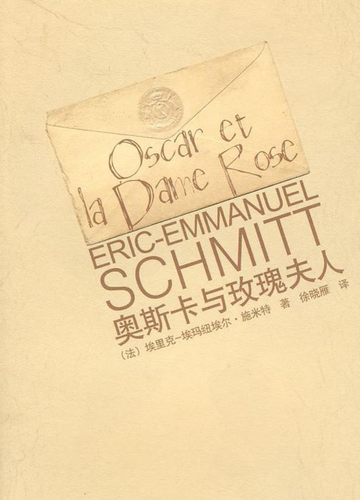 Oscar et
la Dame Rose
ERIC-EMMANUEL
SCHMITT
奥斯卡与玫瑰夫人
（法）埃里克-埃玛纽埃尔·施米特 著 徐晓雁 译